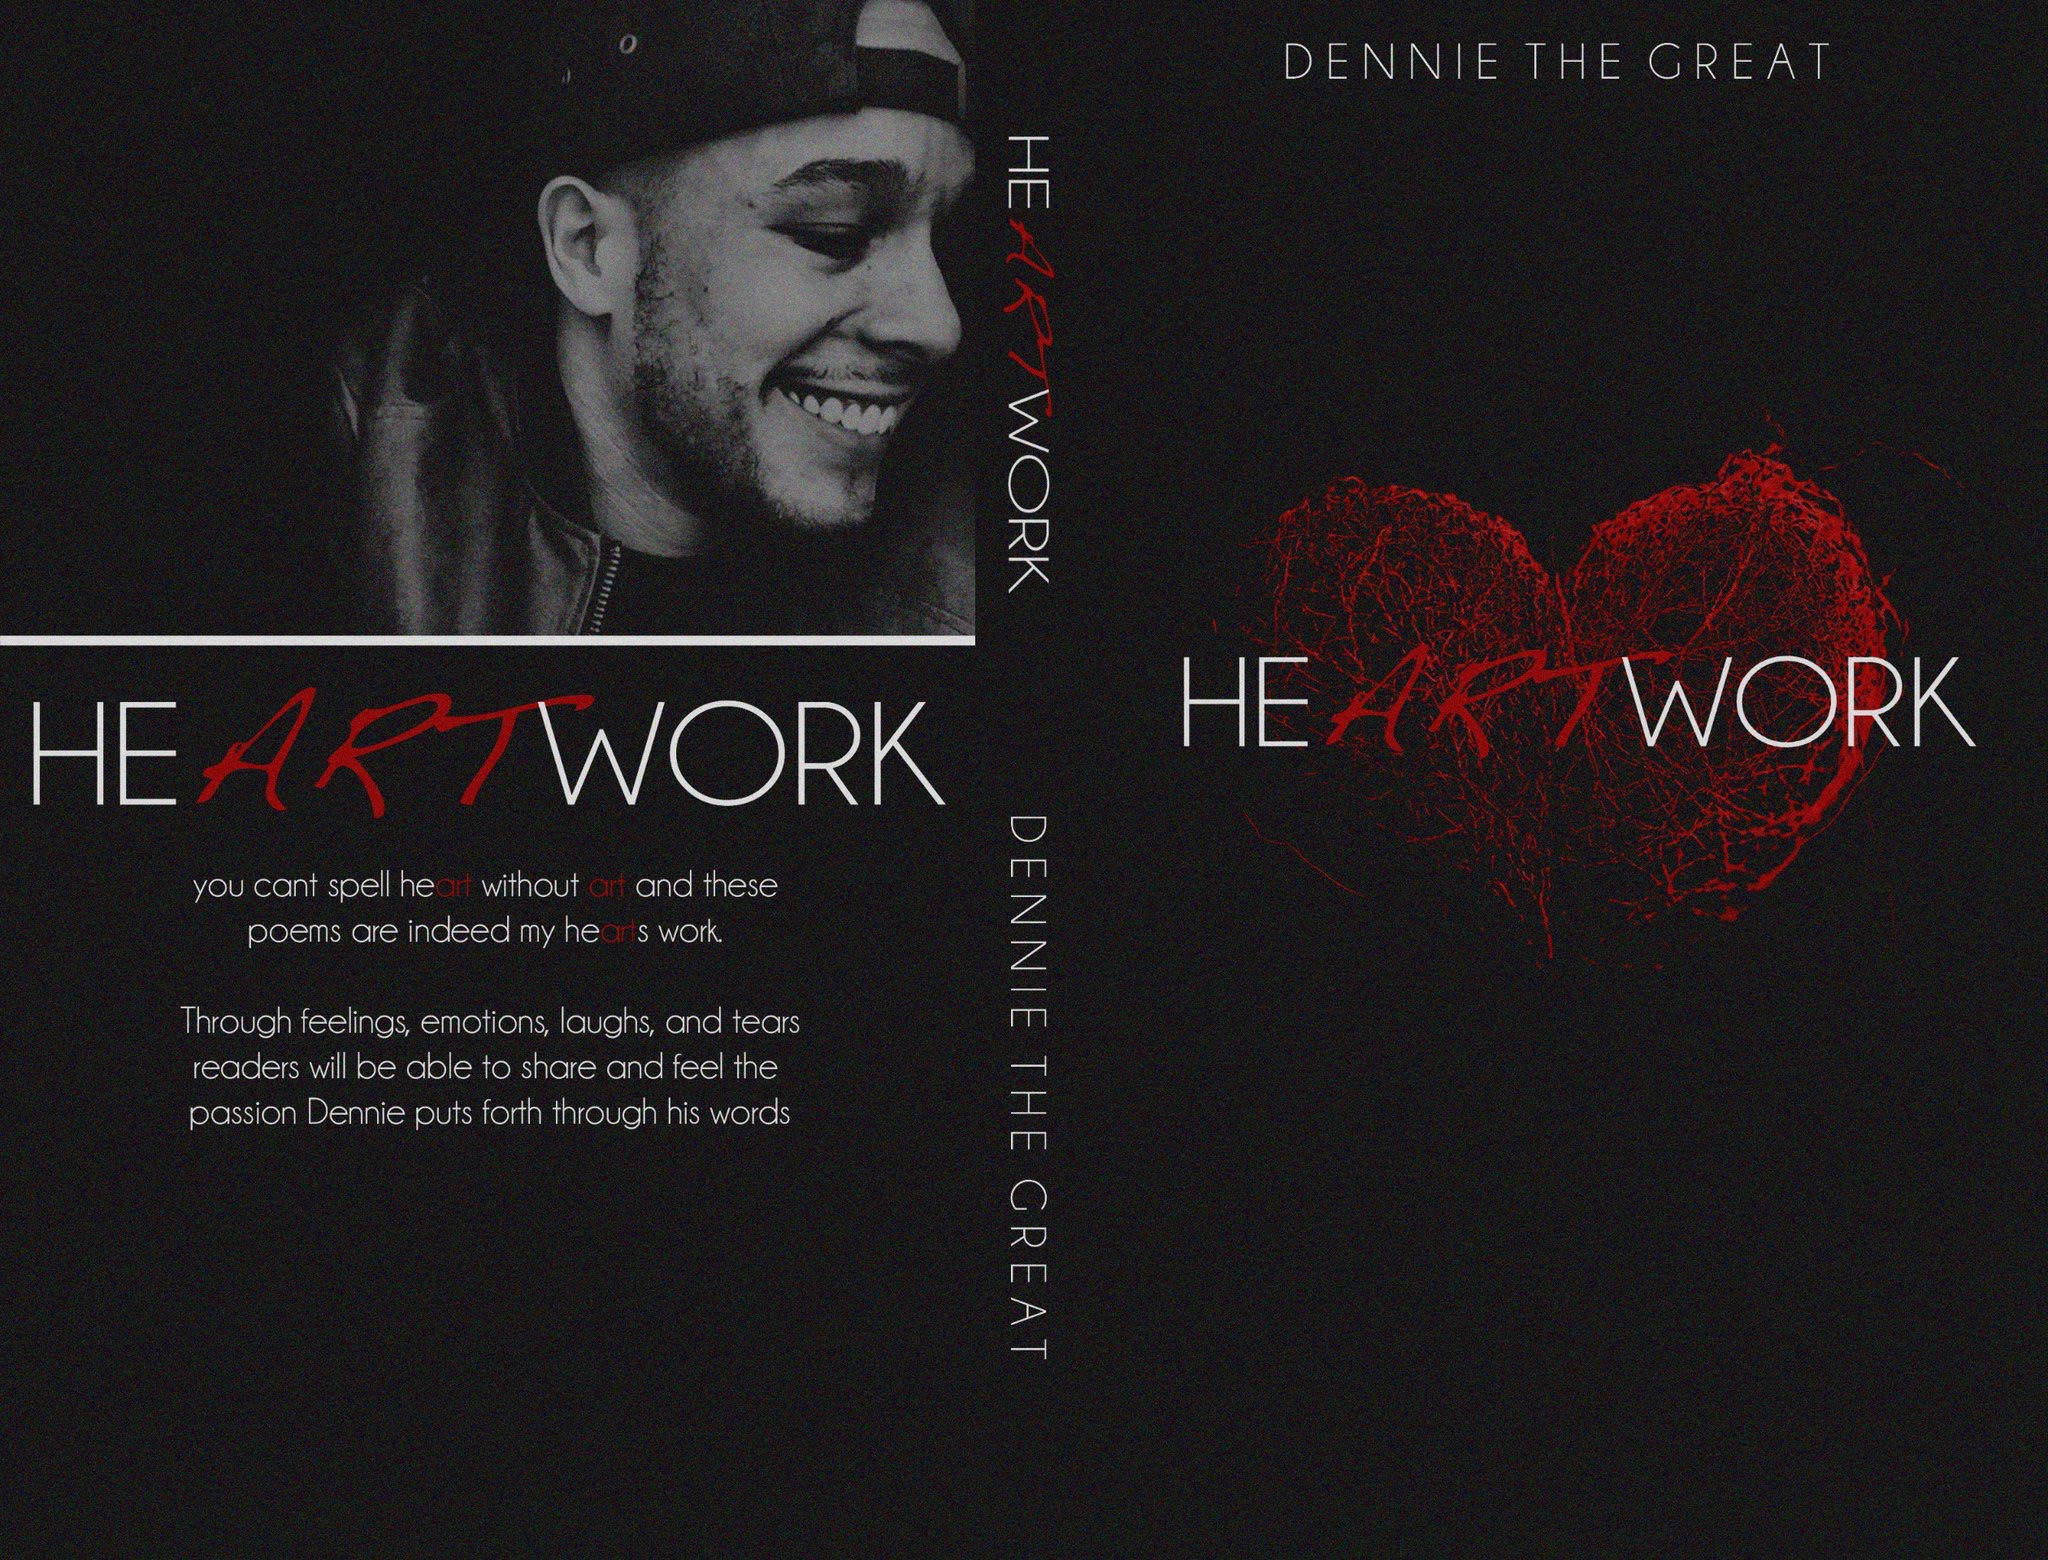 HEARTWORK
you cant spell heart without art and these
poems are indeed my hearts work.
Through feelings, emotions, laughs, and tears
readers will be able to share and feel the
passion Dennie puts forth through his words
HEARTWORK
DENNIE THE GREAT
DENNIE THE GREAT
HEARTWORK